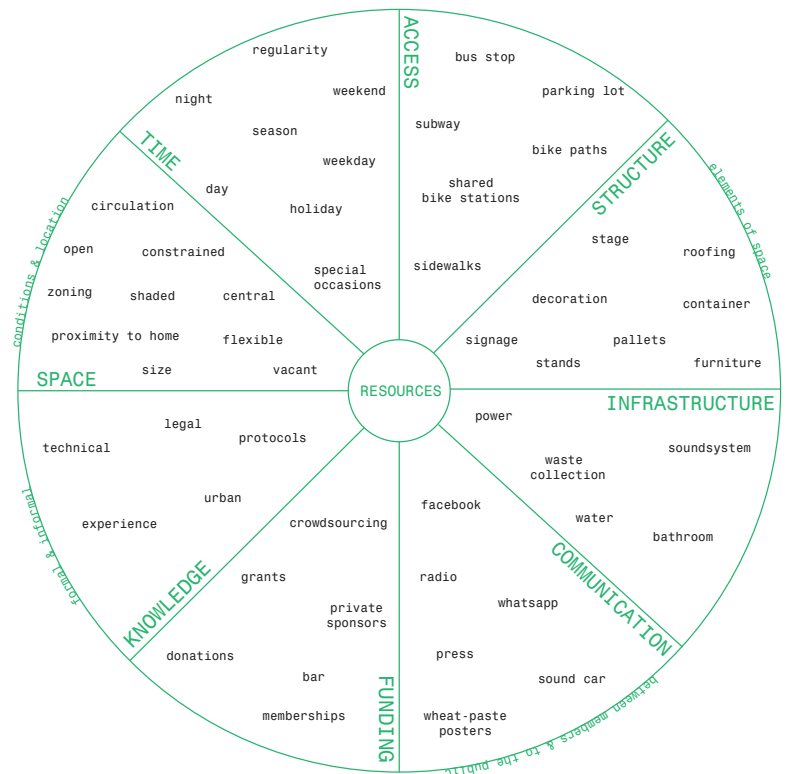 RESOURCES
ACCESS
bus stop
parking lot
subway
bike paths
shared
bike stations
sidewalks
STRUCTURE
elements of space
stage
roofing
decoration
container
signage
pallets
stands
furniture
INFRASTRUCTURE
power
soundsystem
waste
collection
water
bathroom
COMMUNICATION
between members & to the public
facebook
radio
whatsapp
press
sound car
wheat-paste
posters
FUNDING
crowdsourcing
grants
private
sponsors
donations
bar
memberships
KNOWLEDGE
formal & informal
legal
technical
protocols
urban
experience
SPACE
conditions & location
circulation
open
constrained
zoning
shaded
central
proximity to home
flexible
size
vacant
TIME
regularity
night
weekend
season
weekday
day
holiday
special
occasions